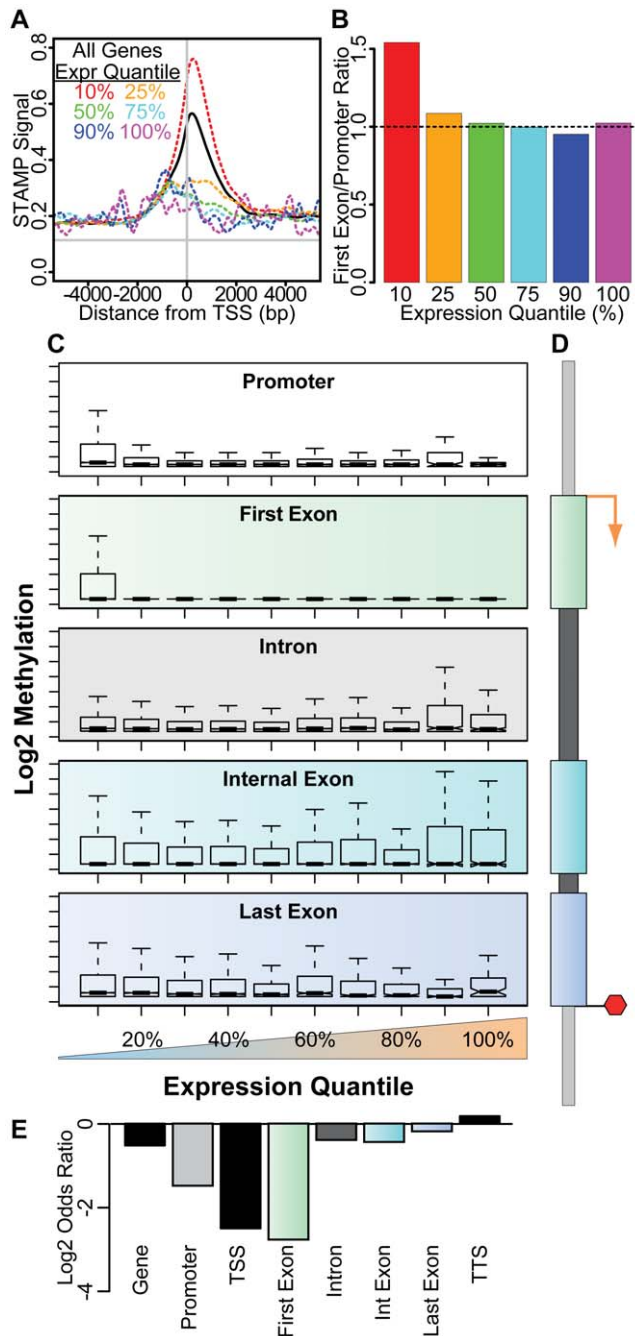 A
STAMP Signal
0.8
0.6
0.4
0.2
0.0
All Genes
Expr Quantile
10% 25%
50% 75%
90% 100%
-4000 -2000 0 2000 4000
Distance from TSS (bp)
B
First Exon/Promoter Ratio
1.5
1.0
0.5
0.0
10 25 50 75 90 100
Expression Quantile (%)
C
D
Log2 Methylation
Promoter
First Exon
Intron
Internal Exon
Last Exon
20% 40% 60% 80% 100%
Expression Quantile
E
Log2 Odds Ratio
0
-2
-4
Gene
Promoter
TSS
First Exon
Intron
Int Exon
Last Exon
TTS